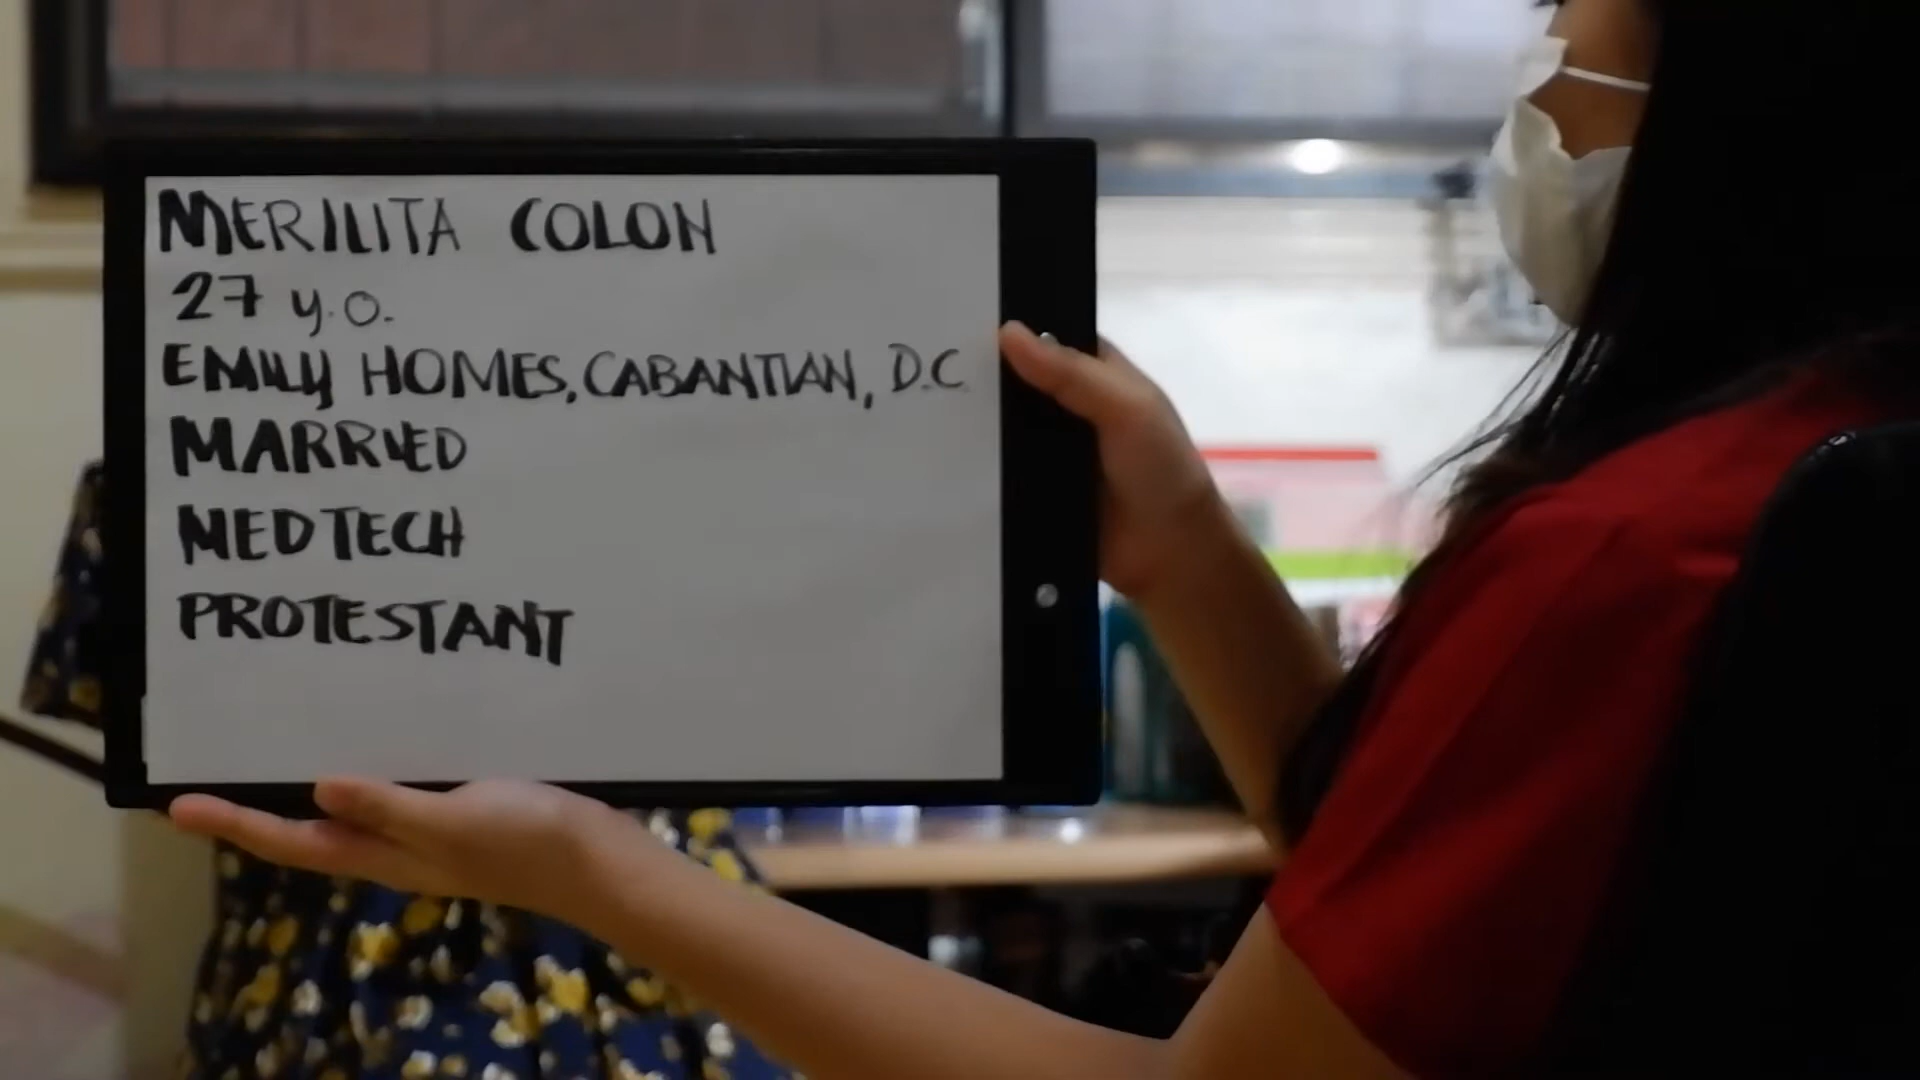 MERILITA COLON
27 y.o.
EMILY HOMES, CABANTIAN, D.C.
MARRIED
MEDTECH
PROTESTANT